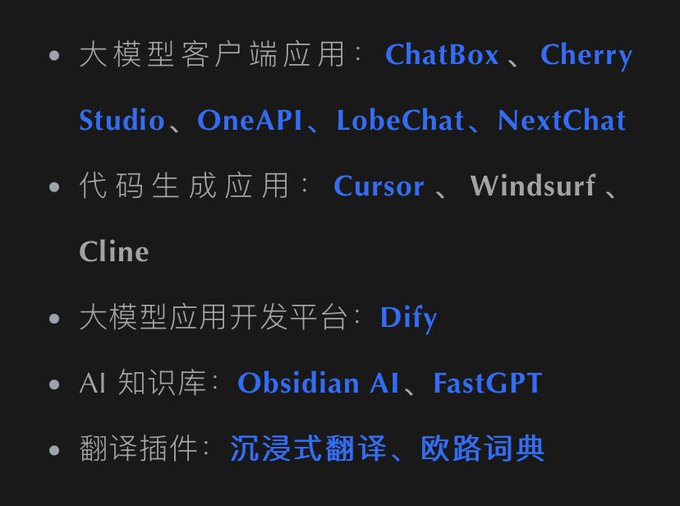 • 大模型客户端应用：ChatBox、Cherry
Studio、OneAPI、LobeChat、NextChat
• 代码生成应用：Cursor、Windsurf、
Cline
• 大模型应用开发平台：Dify
• AI 知识库：Obsidian AI、FastGPT
• 翻译插件：沉浸式翻译、欧路词典